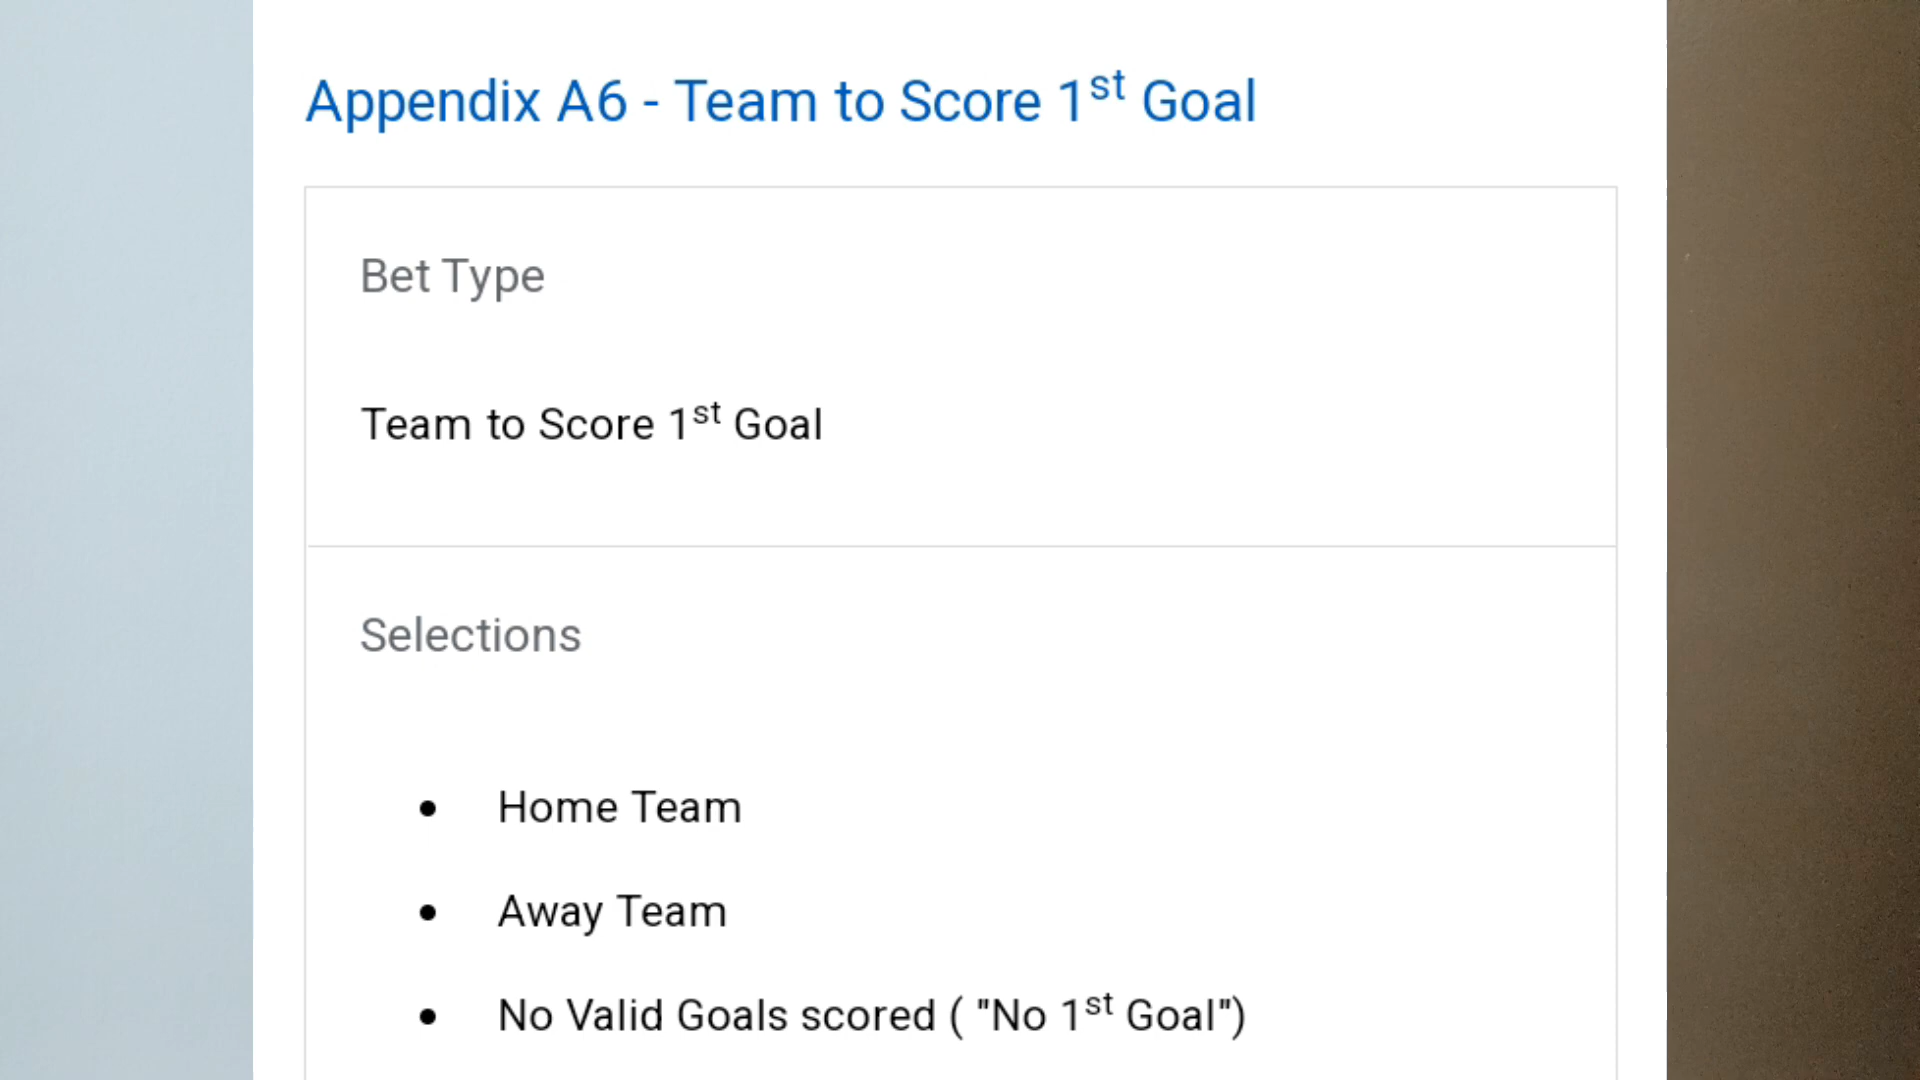 Appendix A6 - Team to Score 1st Goal
Bet Type
Team to Score 1st Goal
Selections
• Home Team
• Away Team
• No Valid Goals scored ( "No 1st Goal")